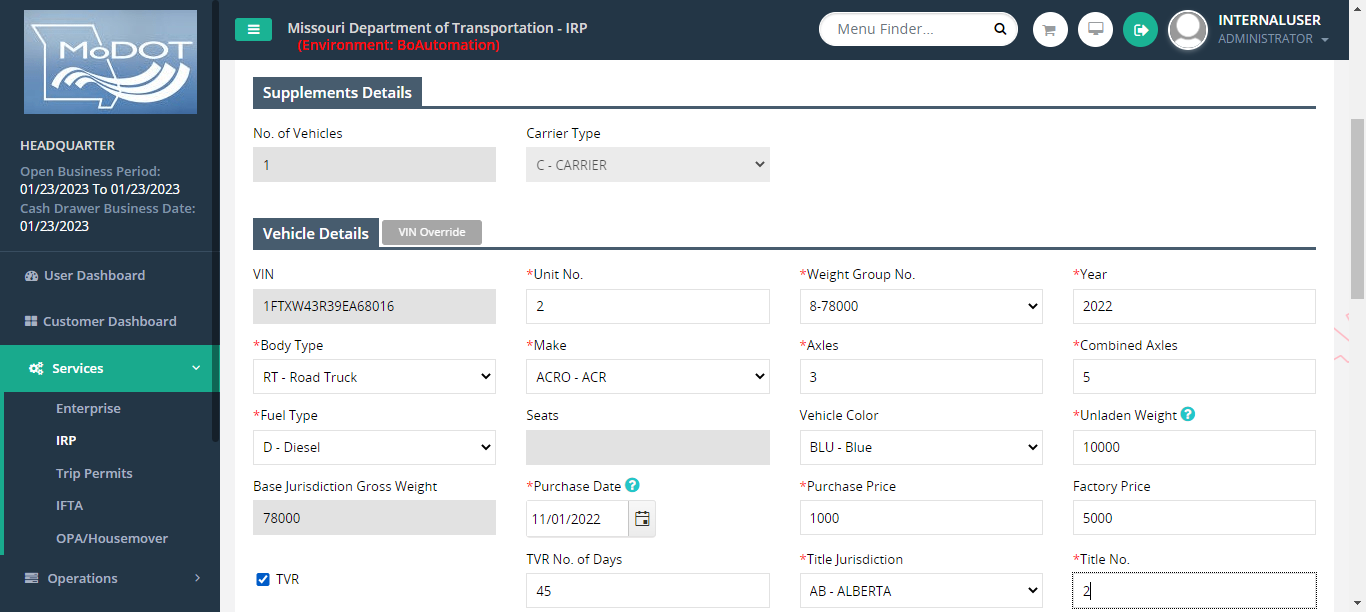 MoDOT
HEADQUARTER
Open Business Period:
01/23/2023 To 01/23/2023
Cash Drawer Business Date:
01/23/2023
User Dashboard
Customer Dashboard
Services
Enterprise
IRP
Trip Permits
IFTA
OPA/Housemover
Operations
Missouri Department of Transportation - IRP
(Environment: BoAutomation)
Menu Finder...
INTERNALUSER
ADMINISTRATOR
Supplements Details
No. of Vehicles Carrier Type
1 C - CARRIER
Vehicle Details VIN Override
VIN *Unit No. *Weight Group No. *Year
1FTXW43R39EA68016 2 8-78000 2022
*Body Type *Make *Axles *Combined Axles
RT - Road Truck ACRO - ACR 3 5
*Fuel Type Seats Vehicle Color *Unladen Weight ?
D - Diesel BLU - Blue 10000
Base Jurisdiction Gross Weight *Purchase Date ? *Purchase Price Factory Price
78000 11/01/2022 1000 5000
TVR TVR No. of Days *Title Jurisdiction *Title No.
45 AB - ALBERTA 2